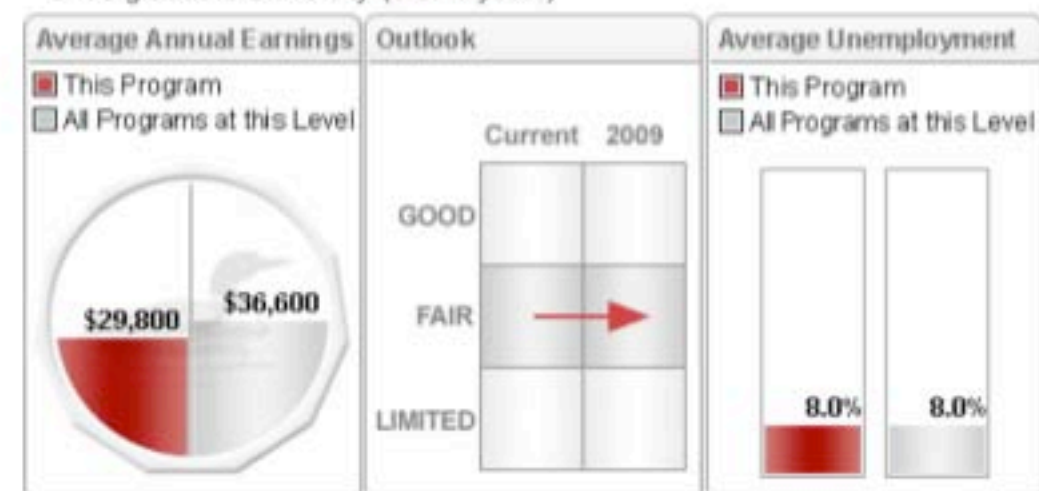 Average Annual Earnings
This Program
All Programs at this Level
$29,800
$36,600
Outlook
Current 2009
GOOD
FAIR
LIMITED
Average Unemployment
This Program
All Programs at this Level
8.0%
8.0%